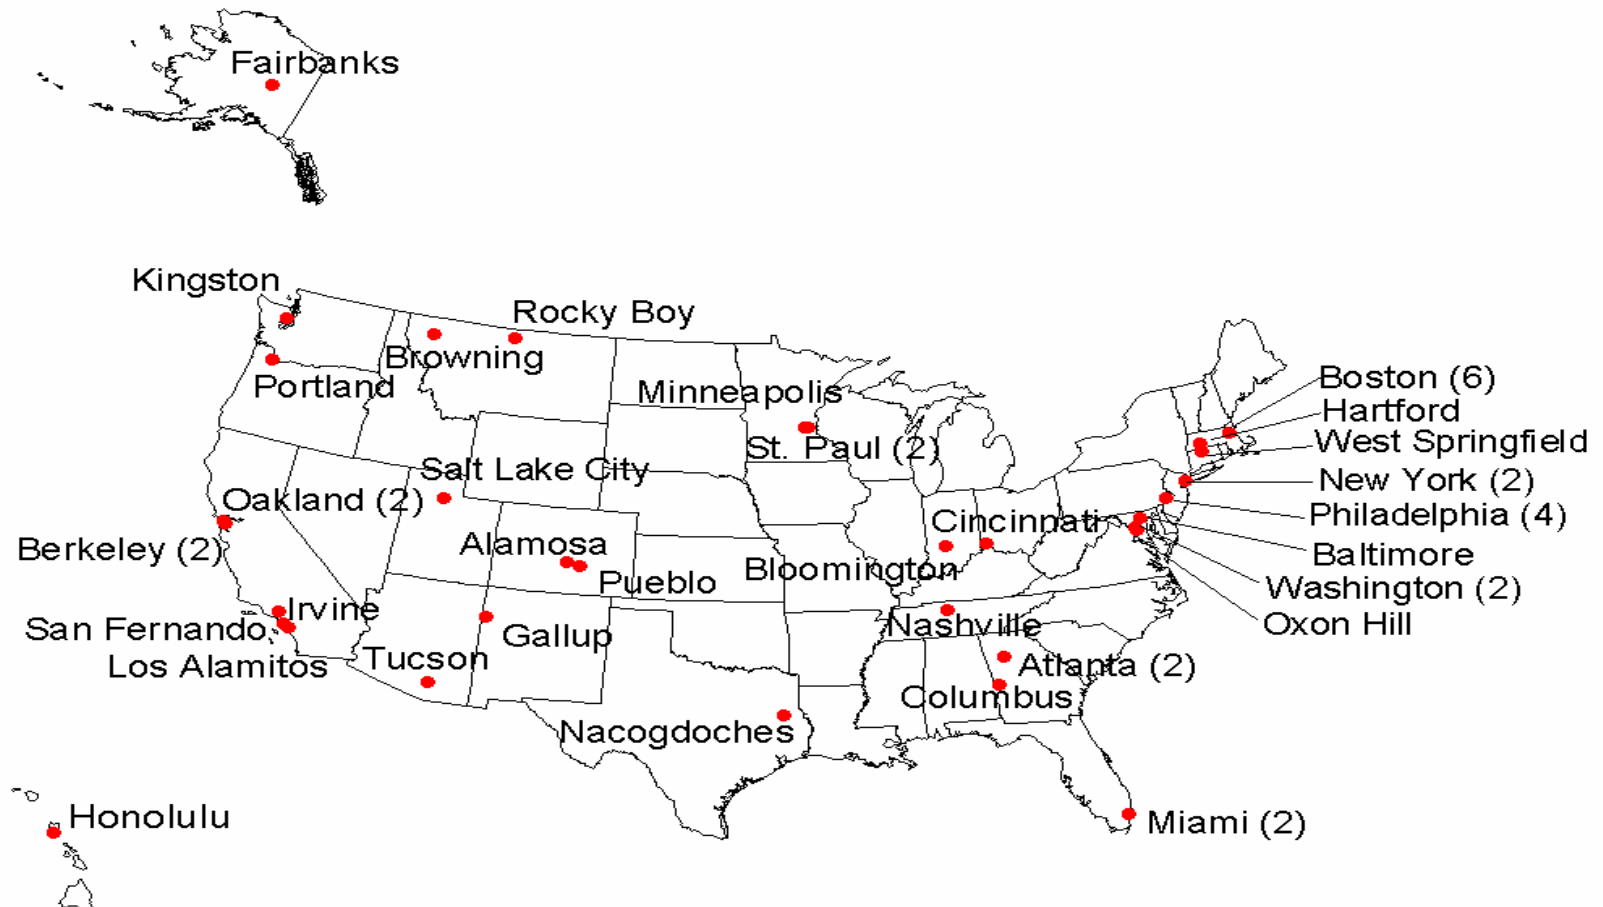 Fairbanks
Kingston
Rocky Boy
Browning
Portland
Minneapolis
St. Paul (2)
Boston (6)
Hartford
West Springfield
New York (2)
Philadelphia (4)
Baltimore
Washington (2)
Oxon Hill
Salt Lake City
Oakland (2)
Berkeley (2)
Alamosa
Pueblo
Cincinnati
Bloomington
Irvine
San Fernando
Los Alamitos
Gallup
Tucson
Nashville
Atlanta (2)
Columbus
Nacogdoches
Honolulu
Miami (2)